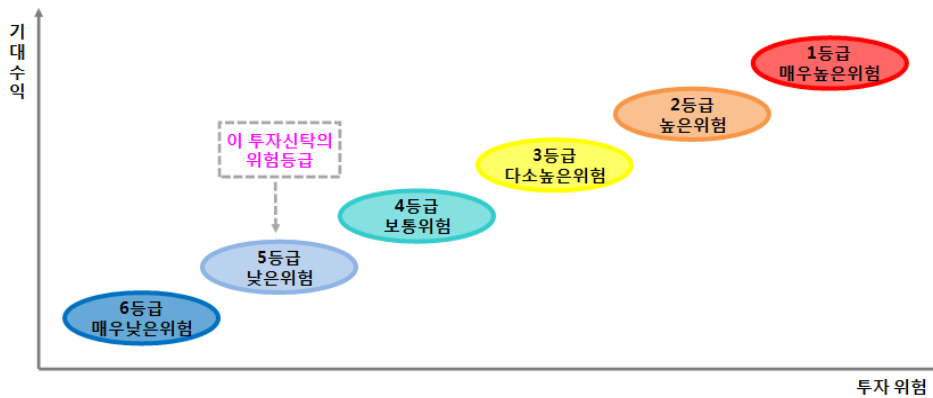 기대수익
1등급
매우높은위험
2등급
높은위험
이 투자신탁의
위험등급
3등급
다소높은위험
4등급
보통위험
5등급
낮은위험
6등급
매우낮은위험
투자 위험